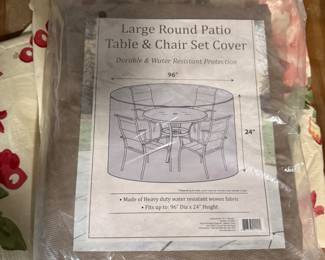 Large Round Patio
Table & Chair Set Cover
Durable & Water Resistant Protection
96"
24"
• Made of Heavy duty water resistant woven fabric
• Fits up to: 96" Dia x 24" Height